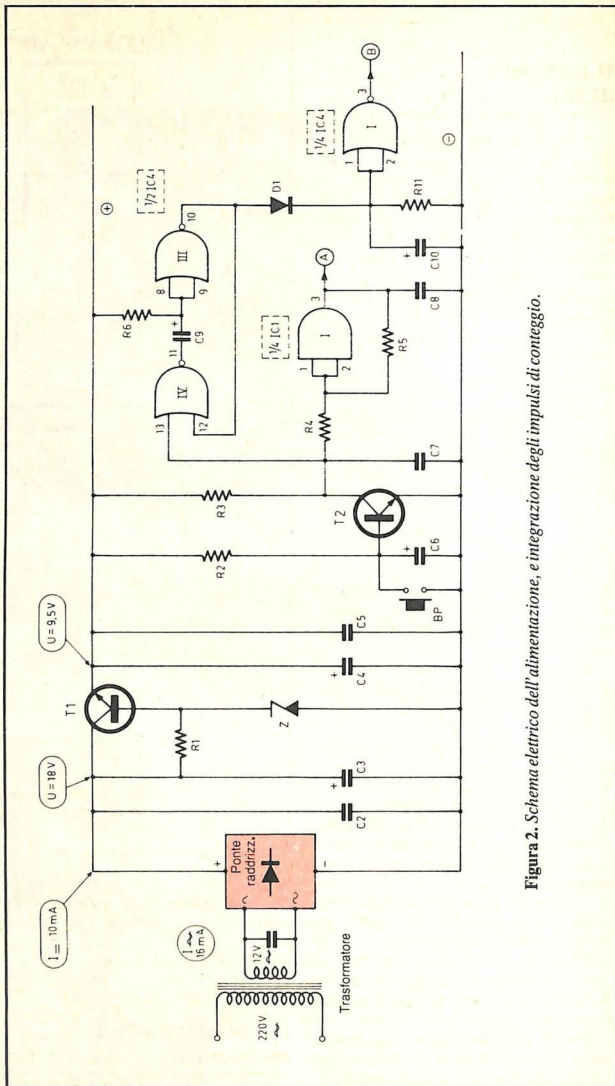 I = 10mA
U = 18V
U = 9,5V
T1
R1
Z
C2
C3
+
C4
+
C5
R2
R3
BP
C6
+
T2
C7
R4
R5
C8
1/4 IC1
I
1
2
3
A
IV
13
12
11
C9
+
R6
III
8
9
10
1/2 IC4
⊕
D1
C10
+
R11
1/4 IC4
I
1
2
3
B
⊖
Ponte
raddrizz.
+
-
~
~
I ~
16 mA
12V
~
220V
~
Trasformatore
Figura 2. Schema elettrico dell'alimentazione, e integrazione degli impulsi di conteggio.